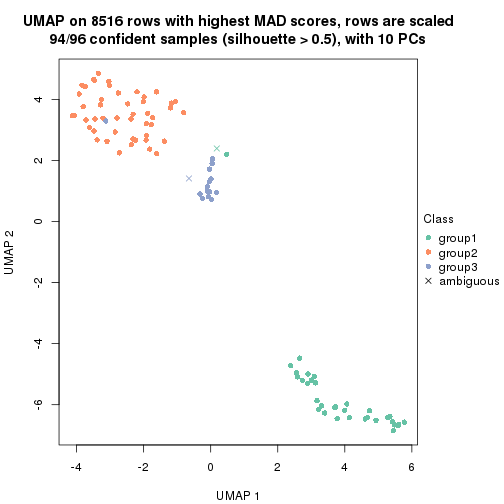 UMAP on 8516 rows with highest MAD scores, rows are scaled
94/96 confident samples (silhouette > 0.5), with 10 PCs
4
2
0
-2
-4
-6
UMAP 2
-4
-2
0
2
4
6
UMAP 1
Class
group1
group2
group3
ambiguous